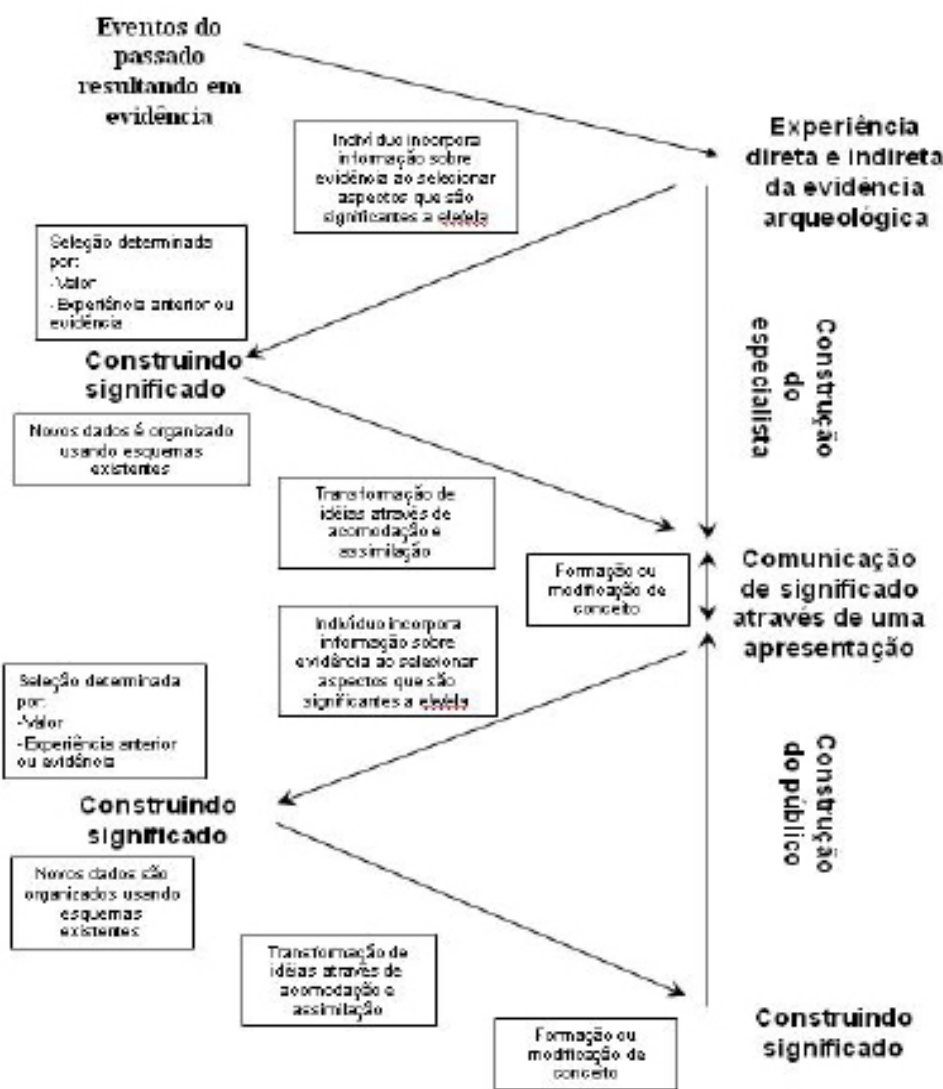 Eventos do
passado
resultando em
evidência
Experiência
direta e indireta
da evidência
arqueológica
Indivíduo incorpora
informação sobre
evidência ao selecionar
aspectos que são
significantes a ele/ela
Seleção determinada
por:
-Valor
-Experiência anterior ou
evidência
Construindo
significado
Construção
do
especialista
Novos dados é organizado
usando esquemas
existentes
Transformação de
idéias através de
acomodação e
assimilação
Formação ou
modificação de
conceito
Comunicação
de significado
através de uma
apresentação
Indivíduo incorpora
informação sobre
evidência ao selecionar
aspectos que são
significantes a ele/ela
Seleção determinada
por:
-Valor
-Experiência anterior
ou evidência
Construindo
significado
Construção
do público
Novos dados são
organizados usando
esquemas
existentes
Transformação de
idéias através de
acomodação e
assimilação
Formação ou
modificação de
conceito
Construindo
significado